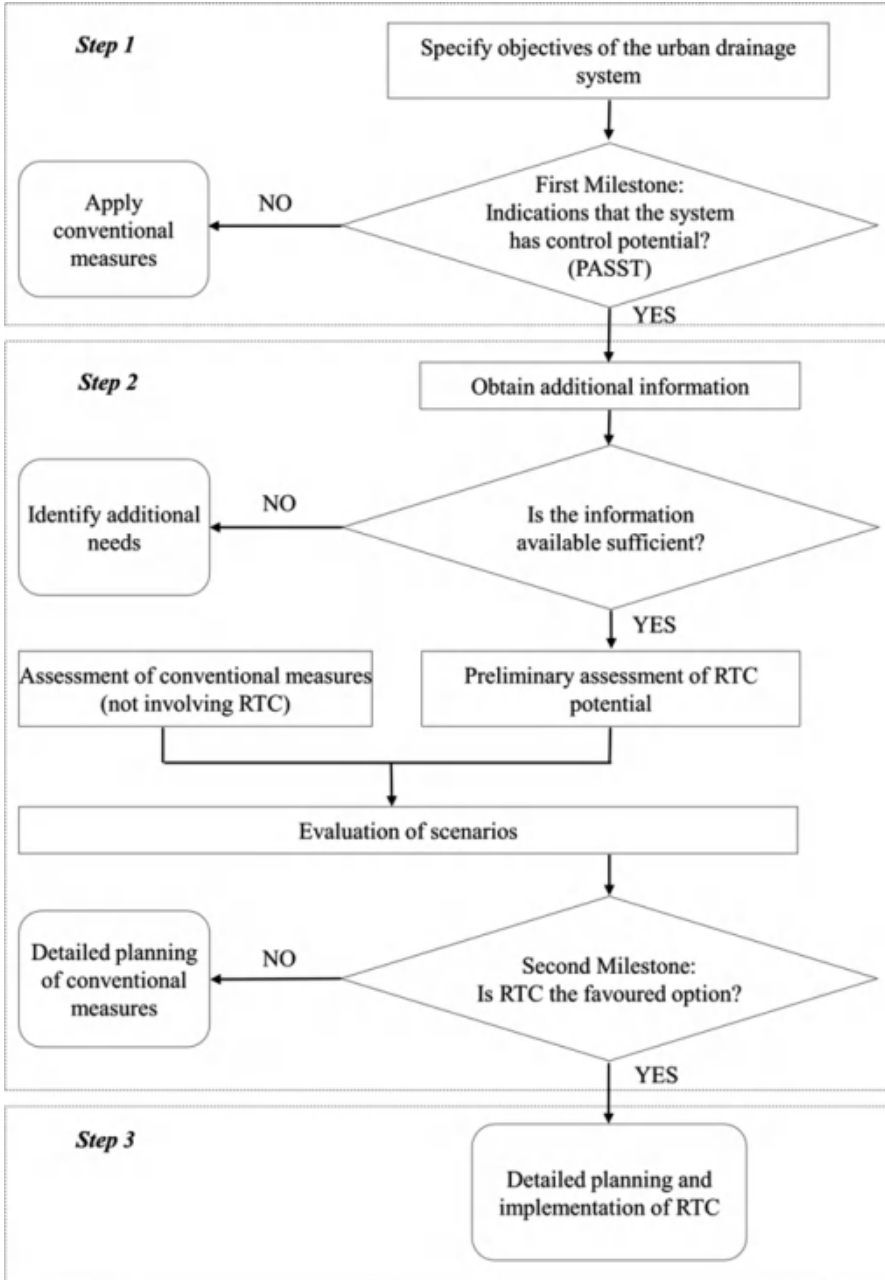 Step 1
Specify objectives of the urban drainage
system
First Milestone:
Indications that the system
has control potential?
(PASST)
NO
Apply
conventional
measures
YES
Step 2
Obtain additional information
Is the information
available sufficient?
NO
Identify additional
needs
YES
Assessment of conventional measures
(not involving RTC)
Preliminary assessment of RTC
potential
Evaluation of scenarios
Second Milestone:
Is RTC the favoured option?
NO
Detailed planning
of conventional
measures
YES
Step 3
Detailed planning and
implementation of RTC